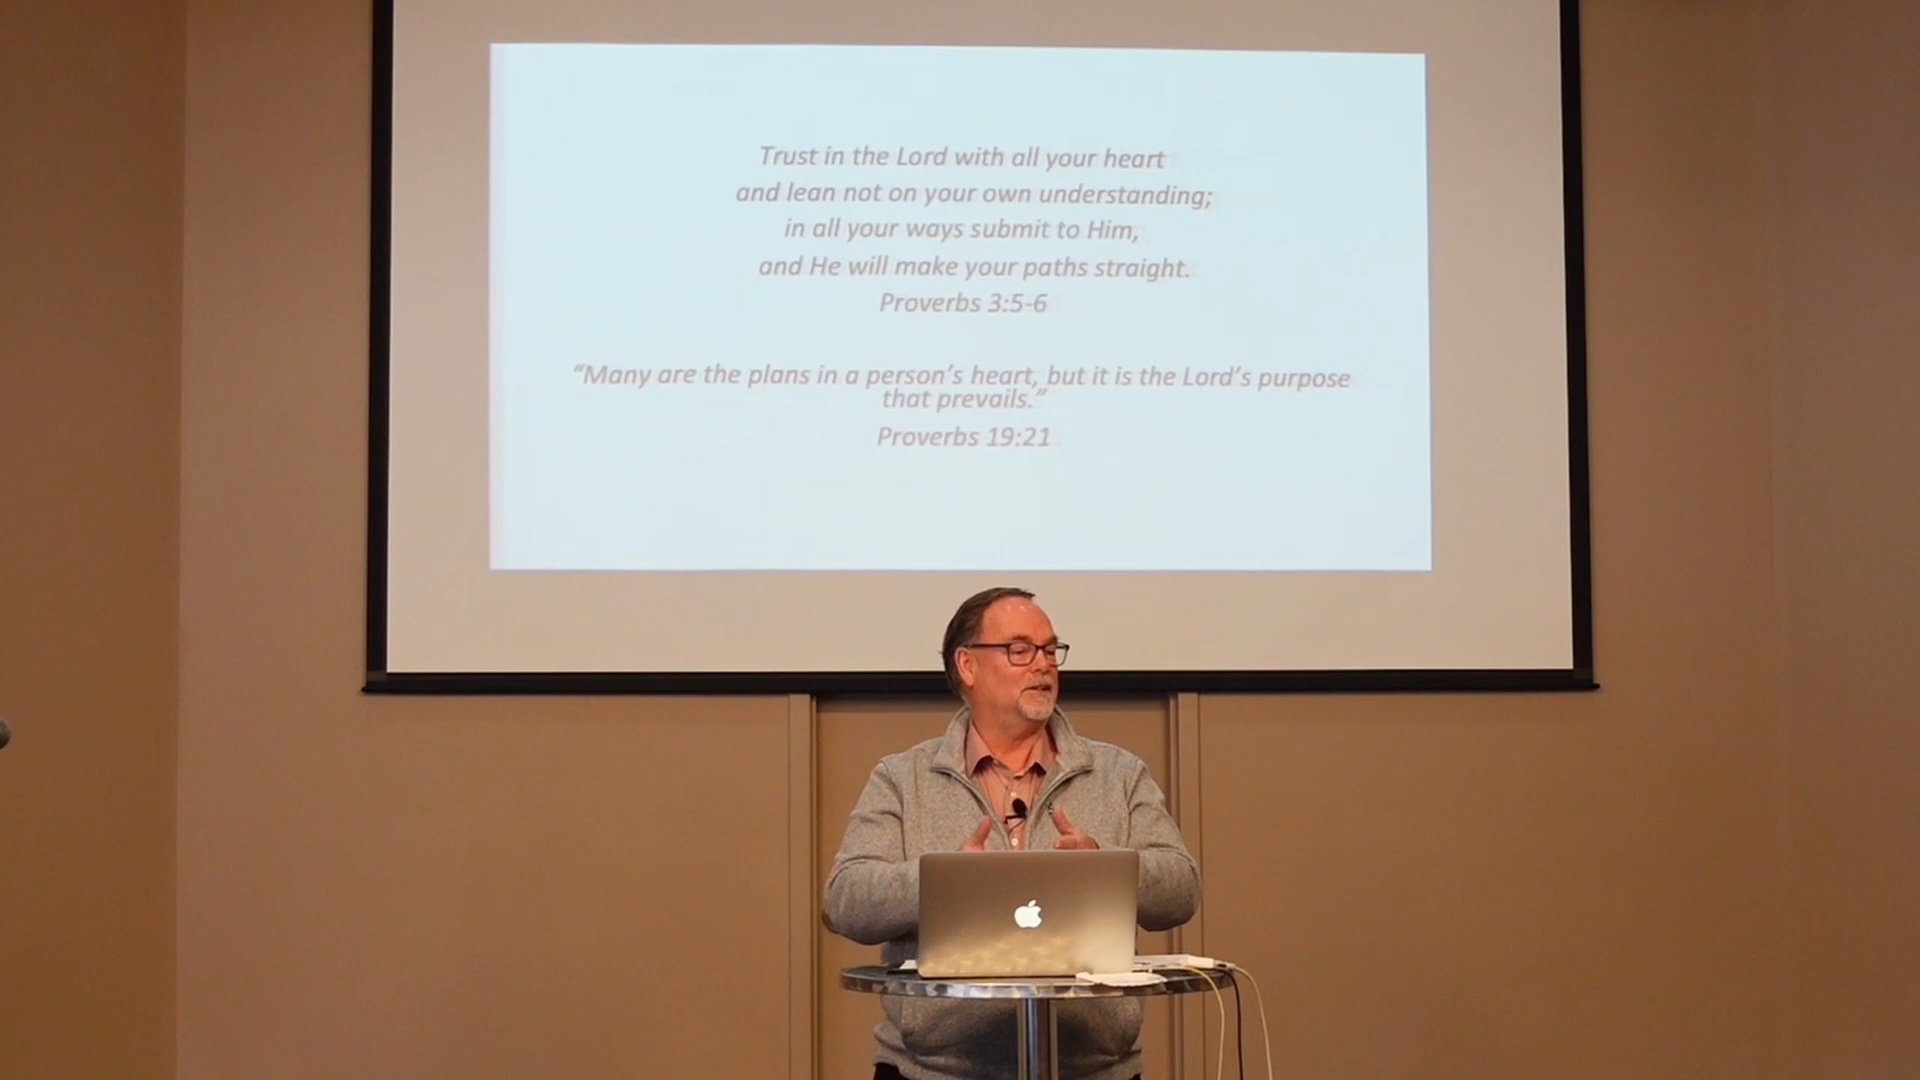 Trust in the Lord with all your heart
and lean not on your own understanding;
in all your ways submit to Him,
and He will make your paths straight.
Proverbs 3:5-6
“Many are the plans in a person’s heart, but it is the Lord’s purpose
that prevails.”
Proverbs 19:21